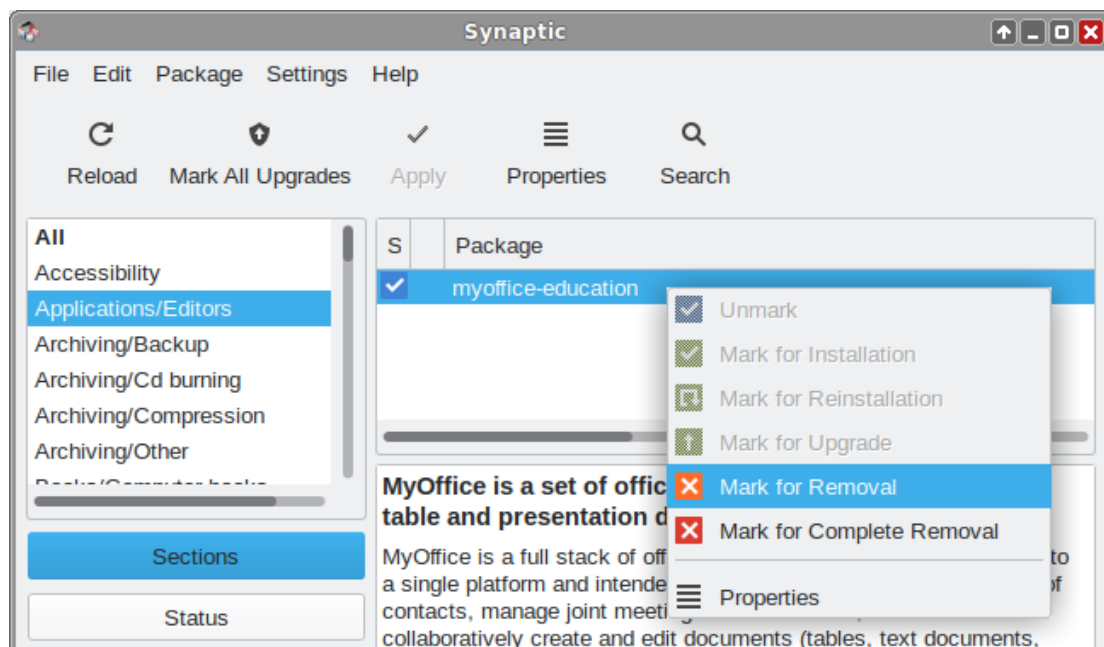 Synaptic
File Edit Package Settings Help
Reload Mark All Upgrades Apply Properties Search
All
Accessibility
Applications/Editors
Archiving/Backup
Archiving/Cd burning
Archiving/Compression
Archiving/Other
Books/Computer books
Sections
Status
S Package
myoffice-education
Unmark
Mark for Installation
Mark for Reinstallation
Mark for Upgrade
Mark for Removal
Mark for Complete Removal
Properties
MyOffice is a set of offic
table and presentation d
MyOffice is a full stack of off to
a single platform and intende of
contacts, manage joint meeti
collaboratively create and edit documents (tables, text documents,